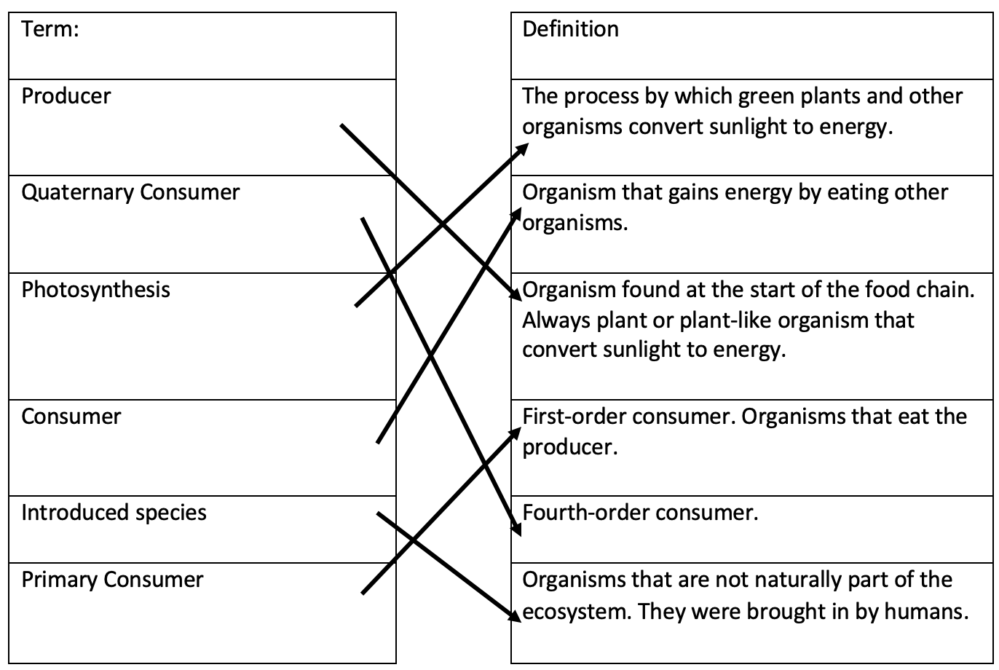 Term:
Definition
Producer
The process by which green plants and other
organisms convert sunlight to energy.
Quaternary Consumer
Organism that gains energy by eating other
organisms.
Photosynthesis
Organism found at the start of the food chain.
Always plant or plant-like organism that
convert sunlight to energy.
Consumer
First-order consumer. Organisms that eat the
producer.
Introduced species
Fourth-order consumer.
Primary Consumer
Organisms that are not naturally part of the
ecosystem. They were brought in by humans.